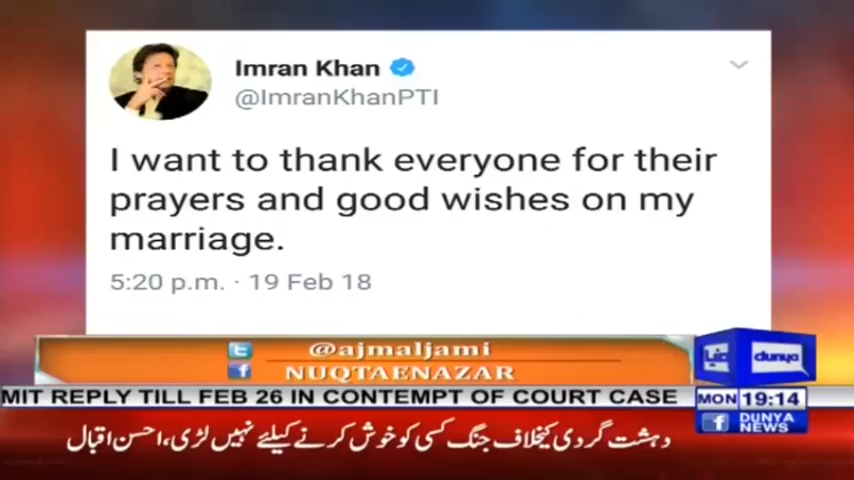 Imran Khan
@ImranKhanPTI
I want to thank everyone for their
prayers and good wishes on my
marriage.
5:20 p.m. · 19 Feb 18
@ajmaljami
NUQTAENAZAR
دنیا dunya
MIT REPLY TILL FEB 26 IN CONTEMPT OF COURT CASE
MON 19:14
DUNYA
NEWS
دہشت گردی کیخلاف جنگ کسی کو خوش کرنے کیلئے نہیں لڑی، احسن اقبال